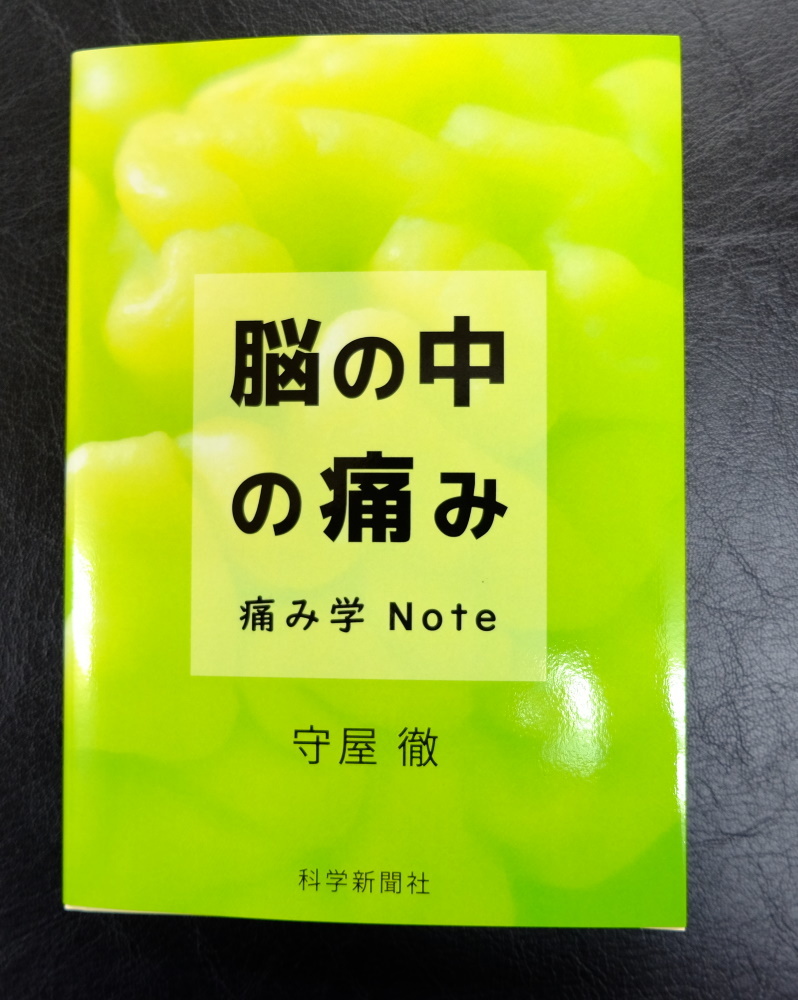 脳の中
の痛み
痛み学 Note
守屋 徹
科学新聞社